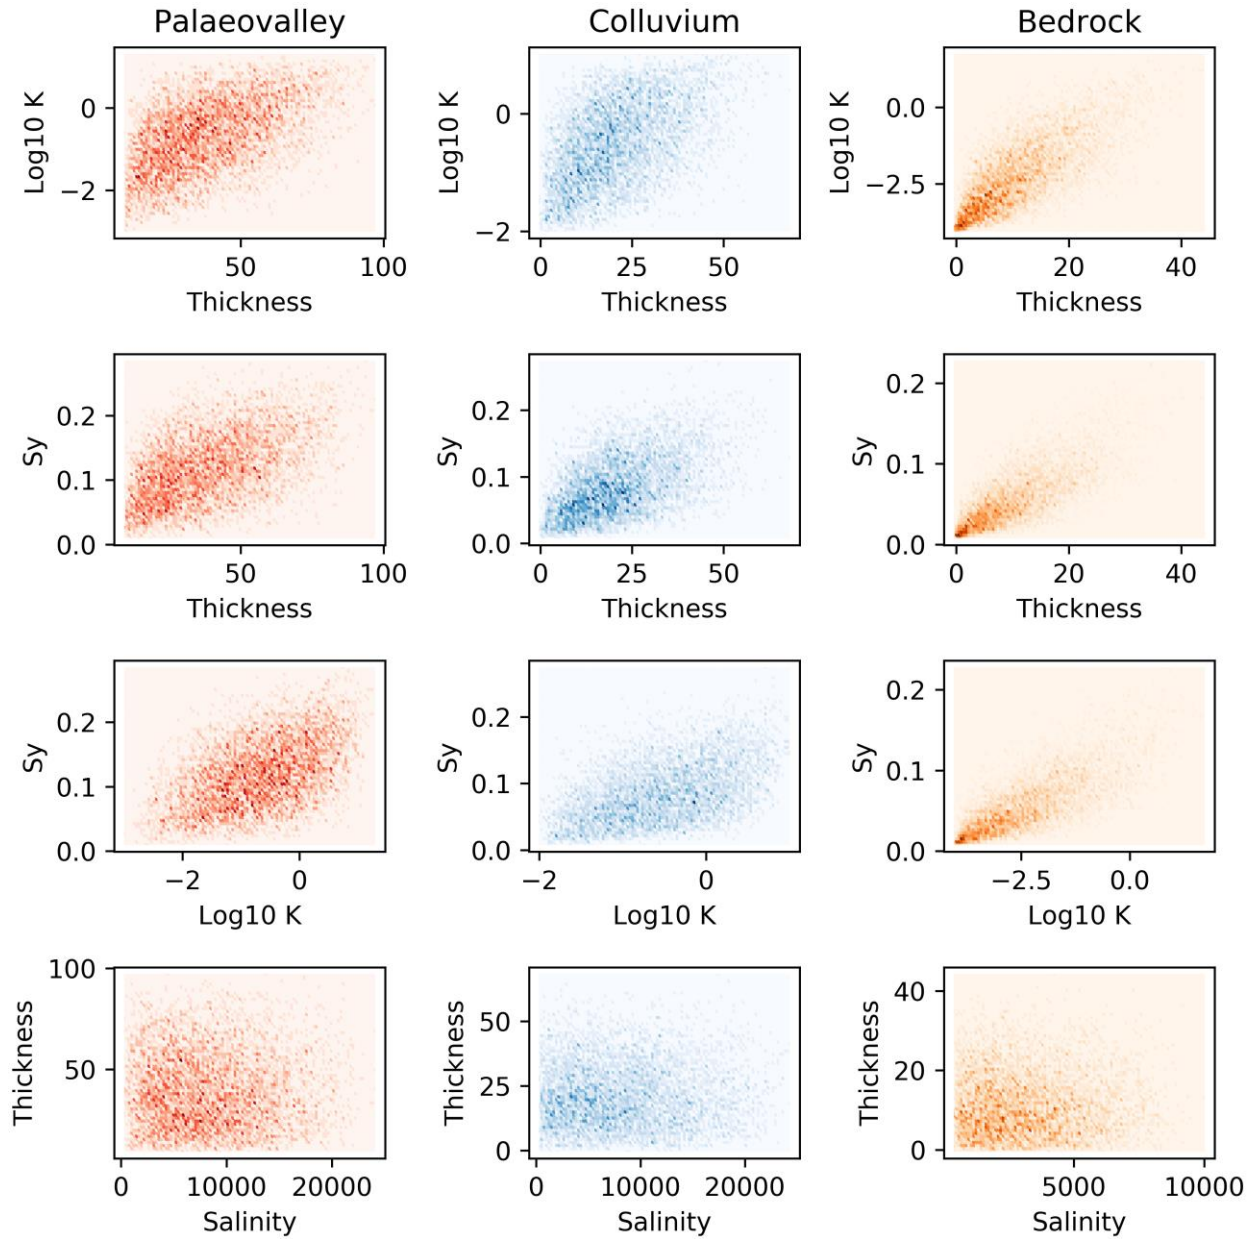 Palaeovalley Colluvium Bedrock
Log10 K
0
−2
50 100
Thickness
Log10 K
0
−2
0 25 50
Thickness
Log10 K
0.0
−2.5
0 20 40
Thickness
Sy
0.2
0.1
0.0
50 100
Thickness
Sy
0.2
0.1
0.0
0 25 50
Thickness
Sy
0.2
0.1
0.0
0 20 40
Thickness
Sy
0.2
0.1
0.0
−2 0
Log10 K
Sy
0.2
0.1
0.0
−2 0
Log10 K
Sy
0.2
0.1
0.0
−2.5 0.0
Log10 K
Thickness
100
50
0 10000 20000
Salinity
Thickness
50
25
0
0 10000 20000
Salinity
Thickness
40
20
0
5000 10000
Salinity